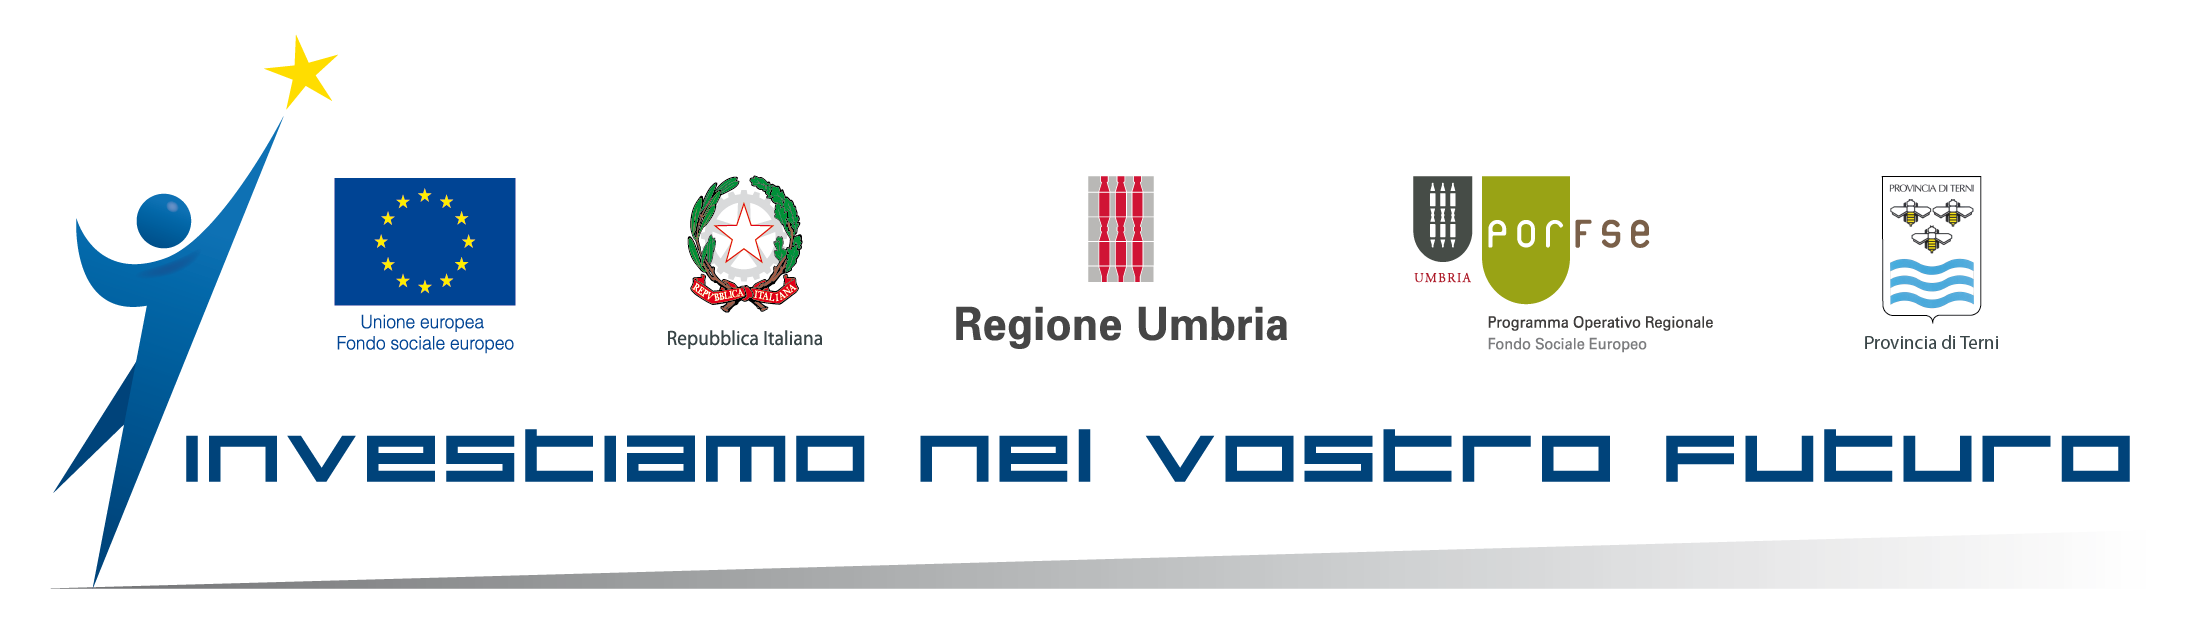 Unione europea
Fondo sociale europeo
REPVBBLICA ITALIANA
Repubblica Italiana
Regione Umbria
UMBRIA
PORFSE
Programma Operativo Regionale
Fondo Sociale Europeo
PROVINCIA DI TERNI
Provincia di Terni
investiamo nel vostro futuro